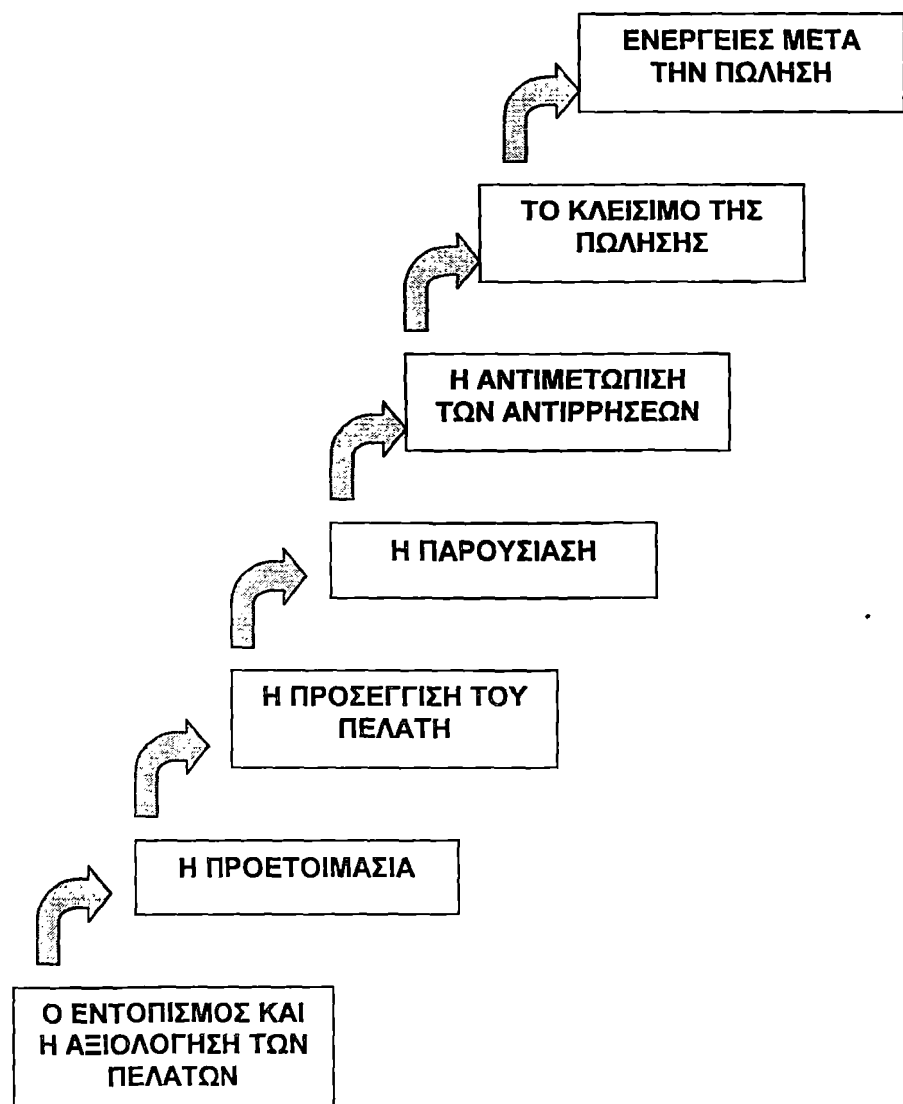 ΕΝΕΡΓΕΙΕΣ ΜΕΤΑ
ΤΗΝ ΠΩΛΗΣΗ
ΤΟ ΚΛΕΙΣΙΜΟ ΤΗΣ
ΠΩΛΗΣΗΣ
Η ΑΝΤΙΜΕΤΩΠΙΣΗ
ΤΩΝ ΑΝΤΙΡΡΗΣΕΩΝ
Η ΠΑΡΟΥΣΙΑΣΗ
Η ΠΡΟΣΕΓΓΙΣΗ ΤΟΥ
ΠΕΛΑΤΗ
Η ΠΡΟΕΤΟΙΜΑΣΙΑ
Ο ΕΝΤΟΠΙΣΜΟΣ ΚΑΙ
Η ΑΞΙΟΛΟΓΗΣΗ ΤΩΝ
ΠΕΛΑΤΩΝ